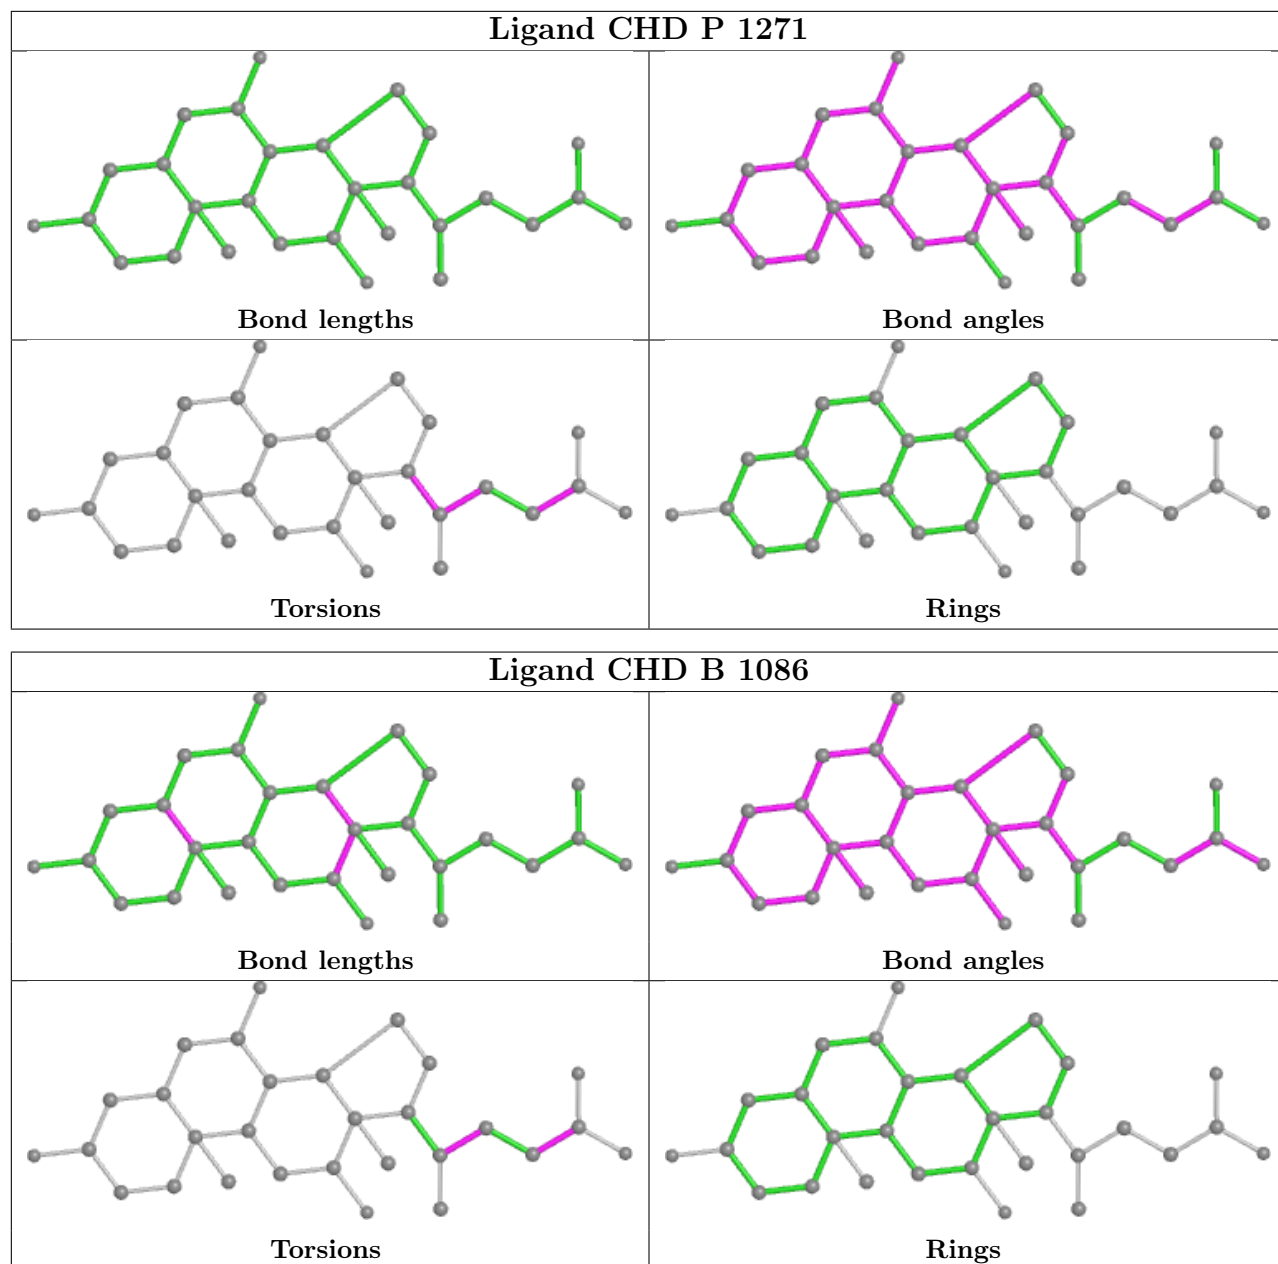 Ligand CHD P 1271
Bond lengths
Bond angles
Torsions
Rings
Ligand CHD B 1086
Bond lengths
Bond angles
Torsions
Rings